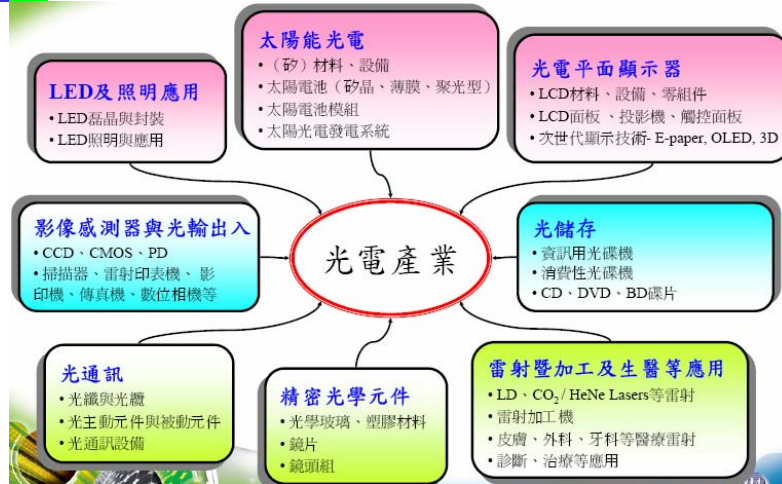 LED及照明應用
• LED磊晶與封裝
• LED照明與應用
太陽能光電
• （矽）材料、設備
• 太陽電池（矽晶、薄膜、聚光型）
• 太陽電池模組
• 太陽光電發電系統
光電平面顯示器
• LCD材料、設備、零組件
• LCD面板 、投影機、觸控面板
• 次世代顯示技術- E-paper, OLED, 3D
影像感測器與光輸出入
• CCD、CMOS、PD
• 掃描器、雷射印表機、 影
印機、傳真機、數位相機等
光電產業
光儲存
• 資訊用光碟機
• 消費性光碟機
• CD、DVD、BD碟片
光通訊
• 光纖與光纜
• 光主動元件與被動元件
• 光通訊設備
精密光學元件
• 光學玻璃、塑膠材料
• 鏡片
• 鏡頭組
雷射暨加工及生醫等應用
• LD、CO₂ / HeNe Lasers等雷射
• 雷射加工機
• 皮膚、外科、牙科等醫療雷射
• 診斷、治療等應用